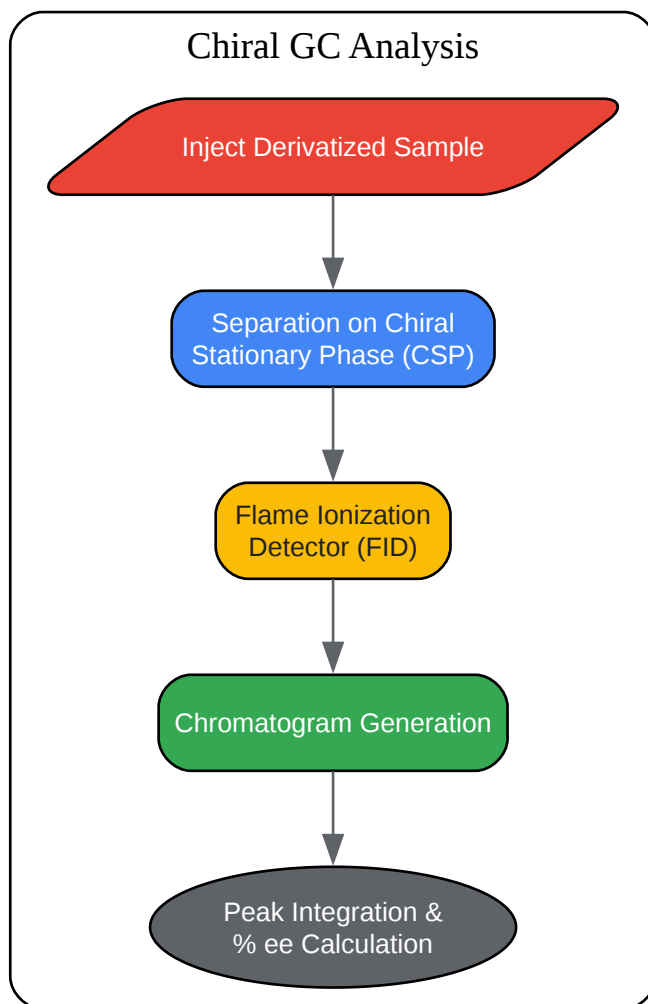 Chiral GC Analysis
Inject Derivatized Sample
Separation on Chiral
Stationary Phase (CSP)
Flame Ionization
Detector (FID)
Chromatogram Generation
Peak Integration &
% ee Calculation